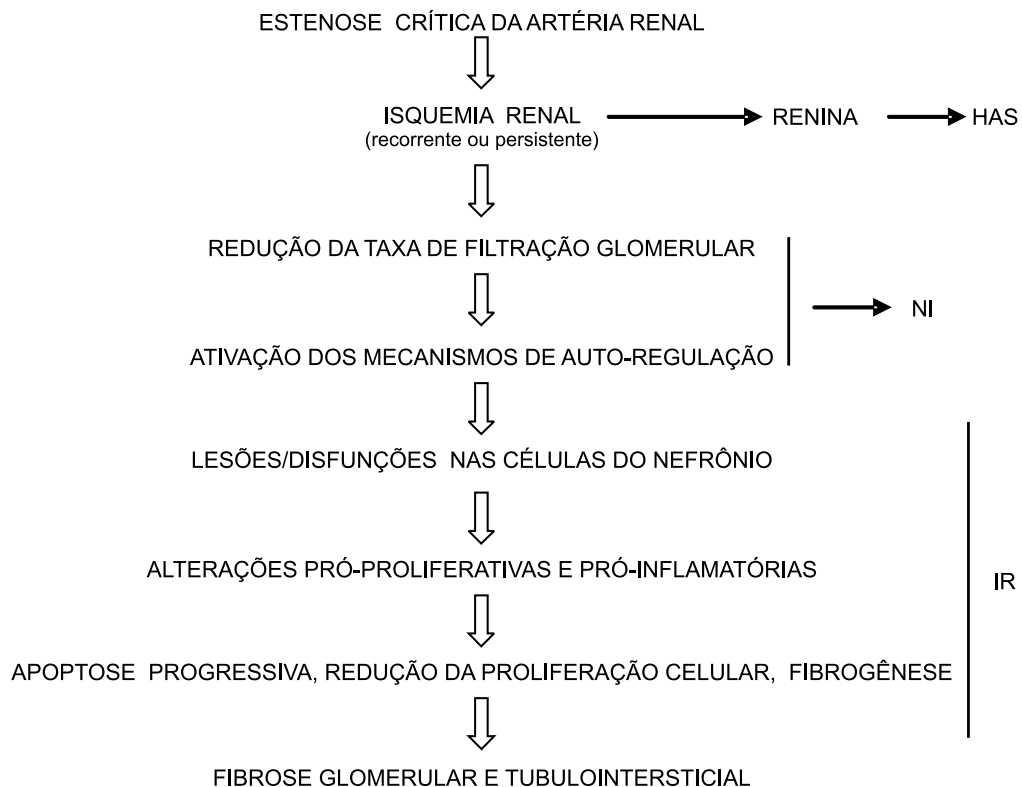 ESTENOSE CRÍTICA DA ARTÉRIA RENAL
ISQUEMIA RENAL
(recorrente ou persistente)
RENINA
HAS
REDUÇÃO DA TAXA DE FILTRAÇÃO GLOMERULAR
NI
ATIVAÇÃO DOS MECANISMOS DE AUTO-REGULAÇÃO
LESÕES/DISFUNÇÕES NAS CÉLULAS DO NEFRÔNIO
ALTERAÇÕES PRÓ-PROLIFERATIVAS E PRÓ-INFLAMATÓRIAS
IR
APOPTOSE PROGRESSIVA, REDUÇÃO DA PROLIFERAÇÃO CELULAR, FIBROGÊNESE
FIBROSE GLOMERULAR E TUBULOINTERSTICIAL